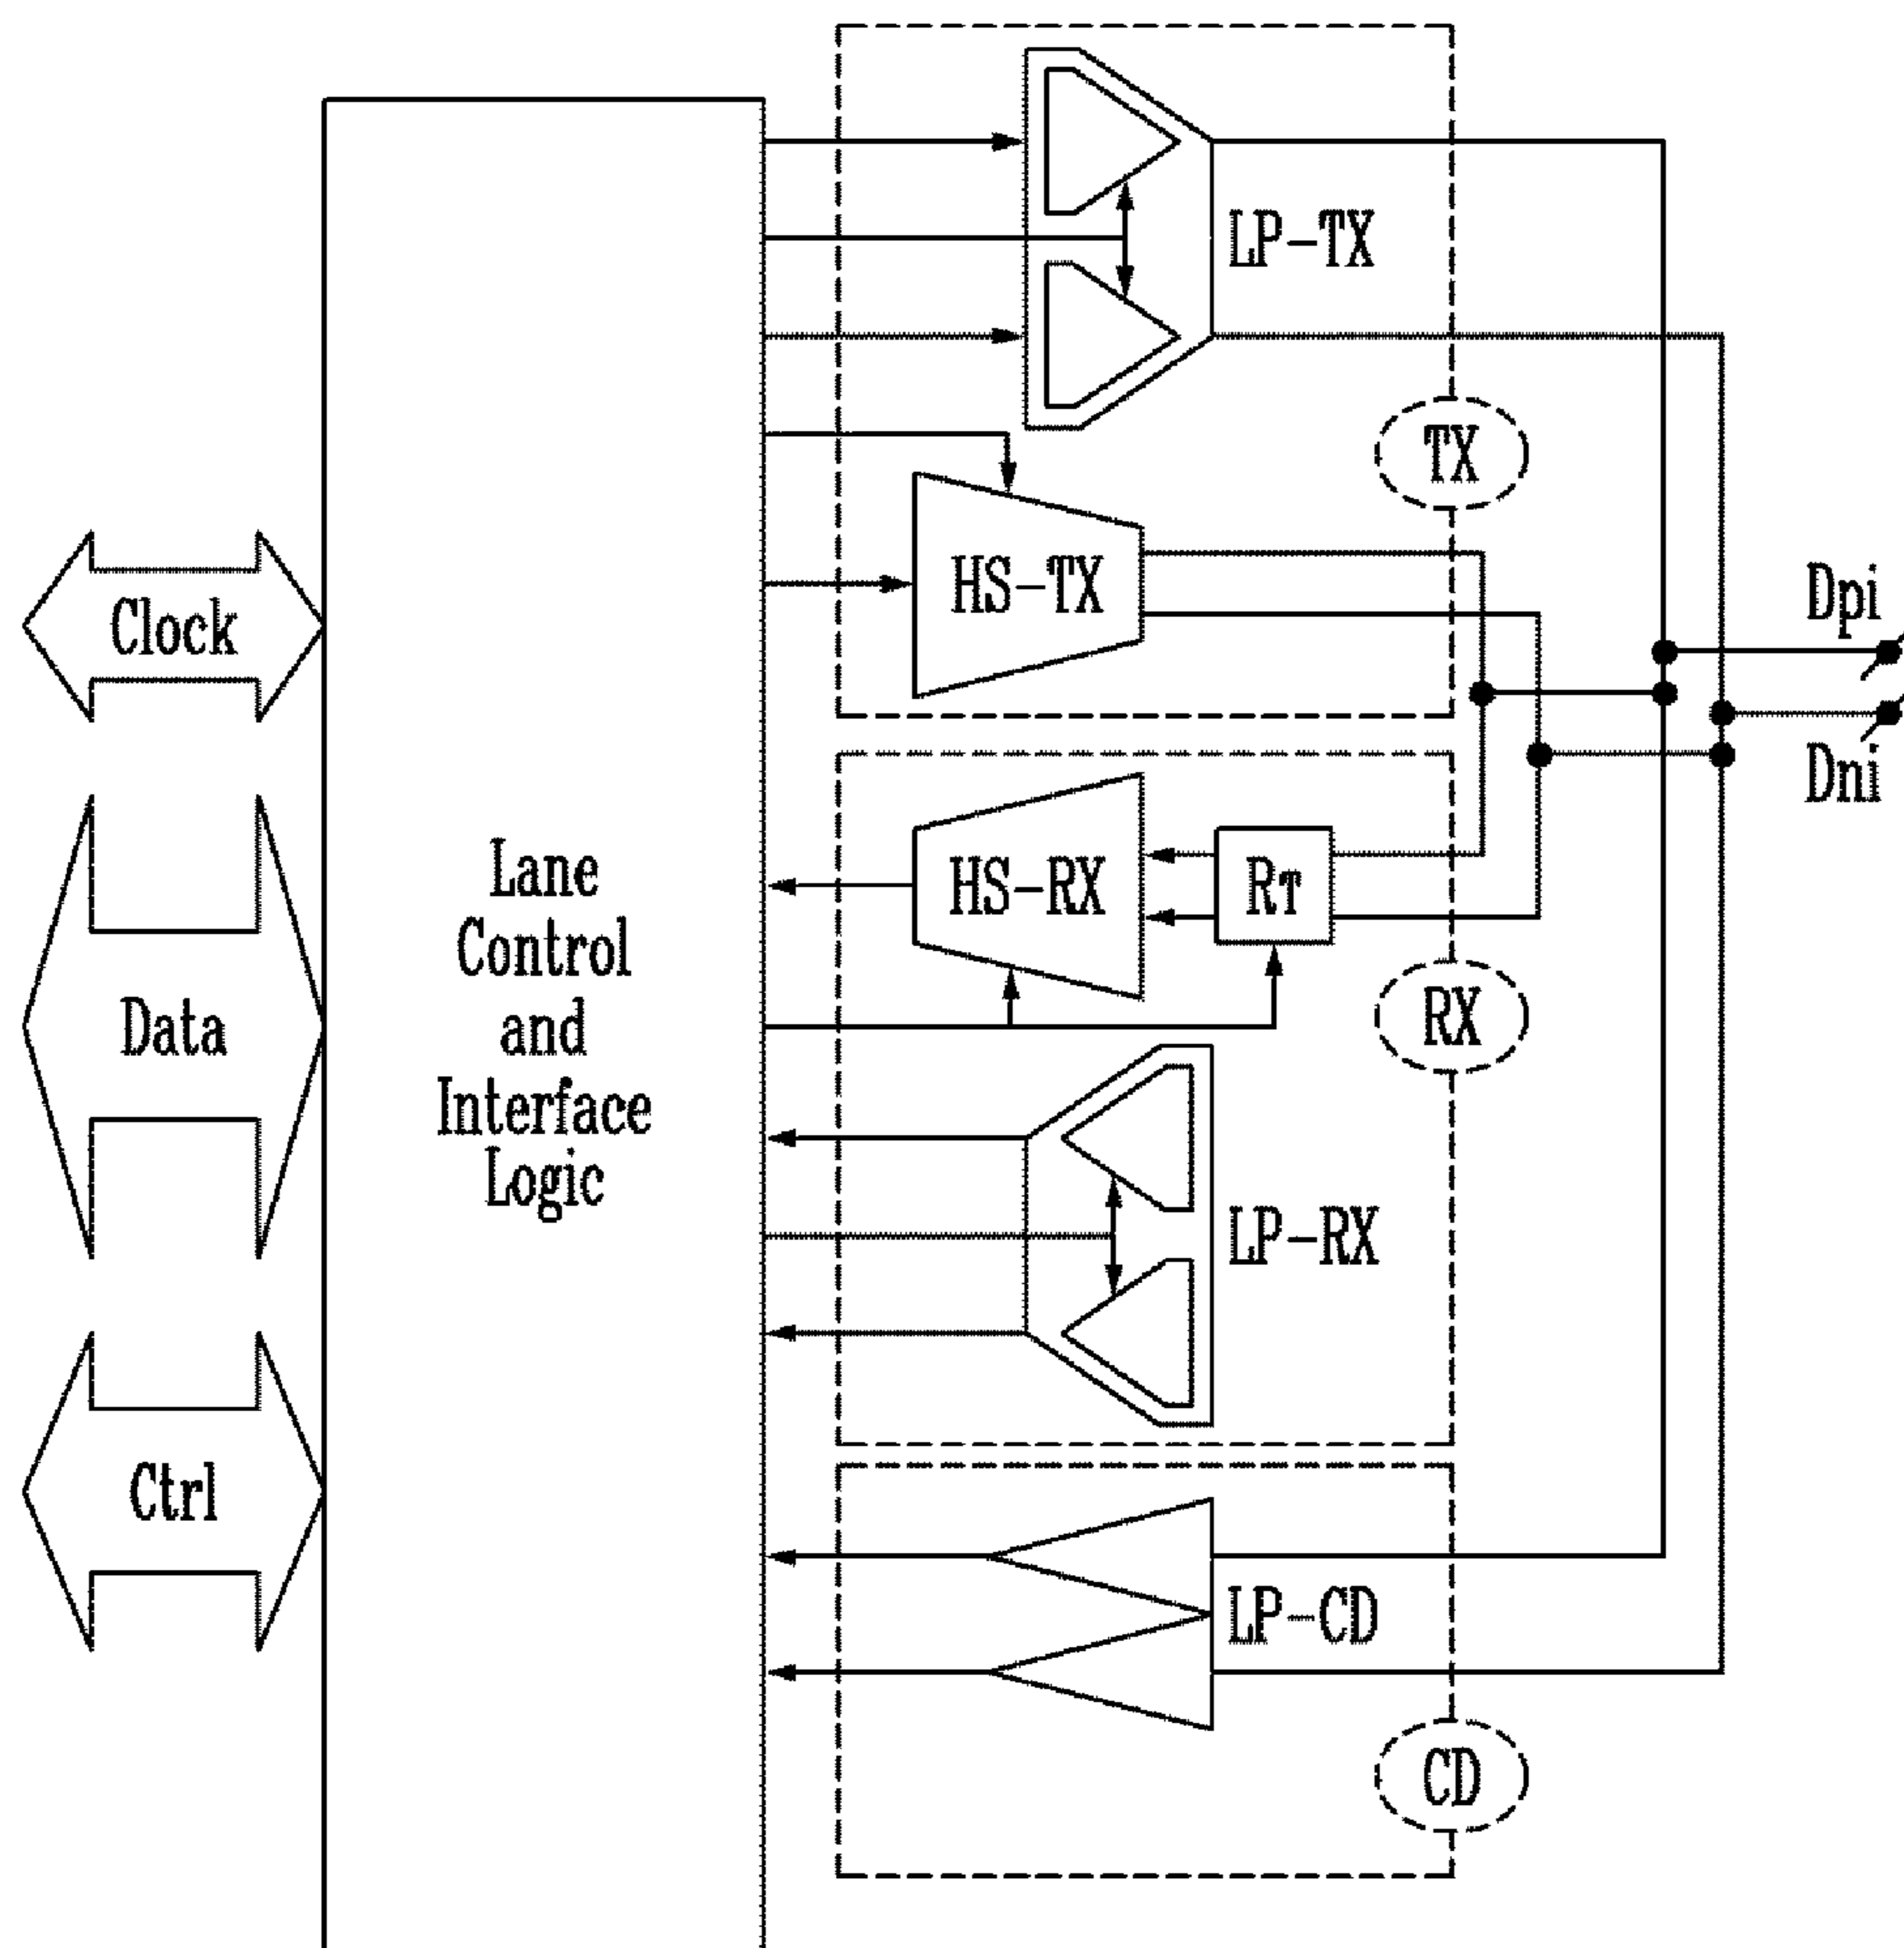 Clock
Data
Ctrl
Lane
Control
and
Interface
Logic
LP-TX
TX
HS-TX
Dpi
Dni
HS-RX
RT
RX
LP-RX
LP-CD
CD